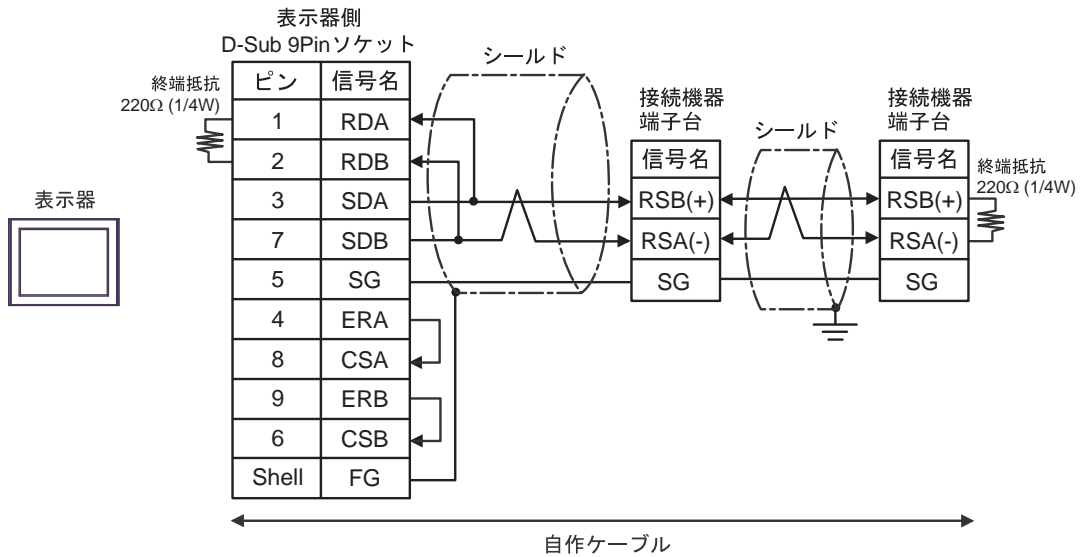 表示器側
D-Sub 9Pinソケット
シールド
終端抵抗
220Ω (1/4W)
ピン 信号名
1 RDA
2 RDB
3 SDA
7 SDB
5 SG
4 ERA
8 CSA
9 ERB
6 CSB
Shell FG
表示器
接続機器
端子台
信号名
RSB(+)
RSA(-)
SG
シールド
接続機器
端子台
信号名
RSB(+)
RSA(-)
SG
終端抵抗
220Ω (1/4W)
自作ケーブル